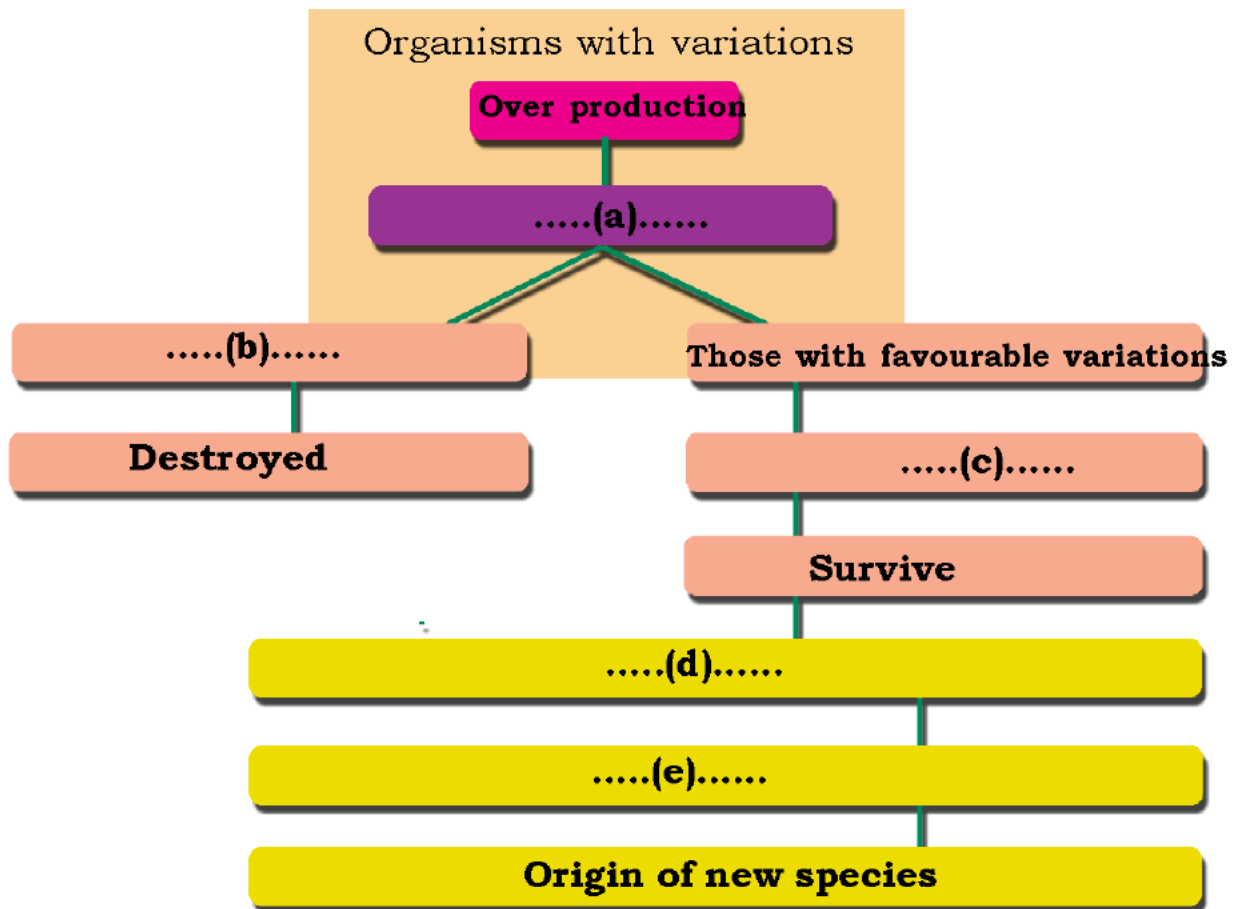 Organisms with variations
Over production
.....(a)......
.....(b)......
Those with favourable variations
Destroyed
.....(c)......
Survive
.....(d)......
.....(e)......
Origin of new species